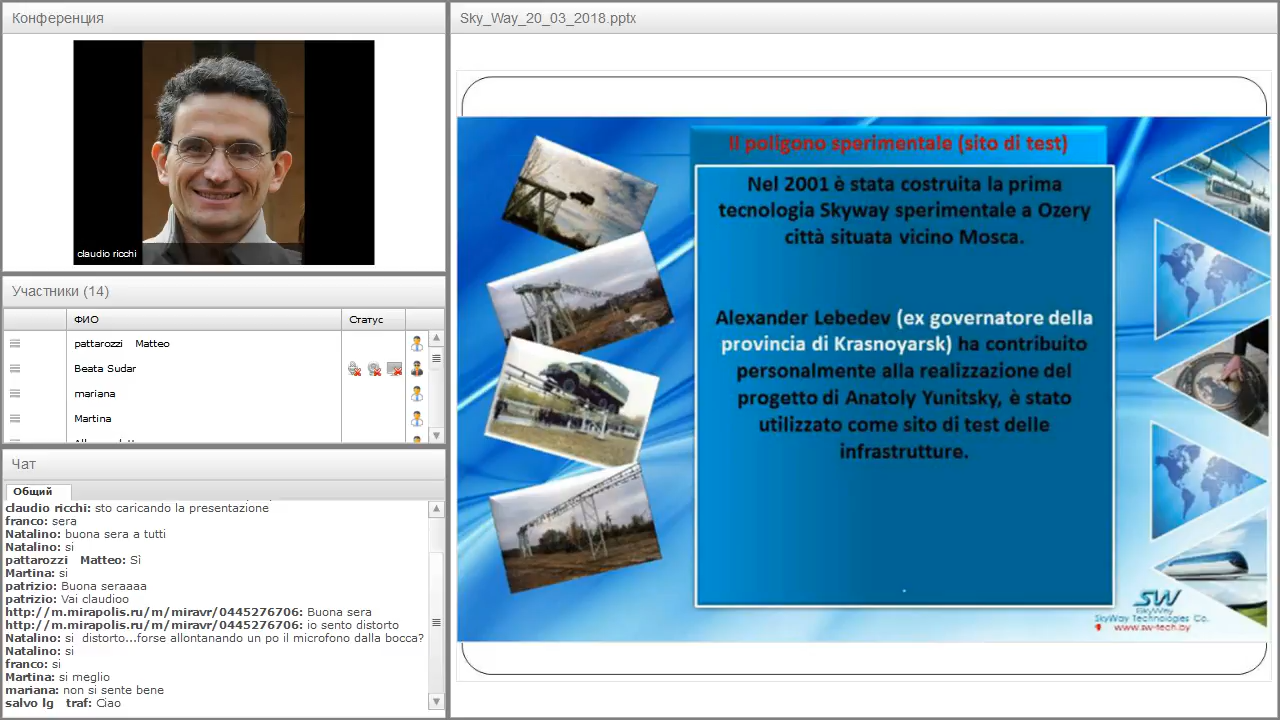 Конференция
claudio ricchi
Участники (14)
ФИО
Статус
pattarozzi Matteo
Beata Sudar
mariana
Martina
Чат
Общий
claudio ricchi: sto caricando la presentazione
franco: sera
Natalino: buona sera a tutti
Natalino: si
pattarozzi Matteo: Sì
Martina: si
patrizio: Buona seraaaa
patrizio: Vai claudioo
http://m.mirapolis.ru/m/miravr/0445276706: Buona sera
http://m.mirapolis.ru/m/miravr/0445276706: io sento distorto
Natalino: si distorto...forse allontanando un po il microfono dalla bocca?
Natalino: si
franco: si
Martina: si meglio
mariana: non si sente bene
salvo lg traf: Ciao
Sky_Way_20_03_2018.pptx
Il poligono sperimentale (sito di test)
Nel 2001 è stata costruita la prima
tecnologia Skyway sperimentale a Ozery
città situata vicino Mosca.
Alexander Lebedev (ex governatore della
provincia di Krasnoyarsk) ha contribuito
personalmente alla realizzazione del
progetto di Anatoly Yunitsky, è stato
utilizzato come sito di test delle
infrastrutture.
SW
SkyWay
SkyWay Technologies Co.
www.sw-tech.by